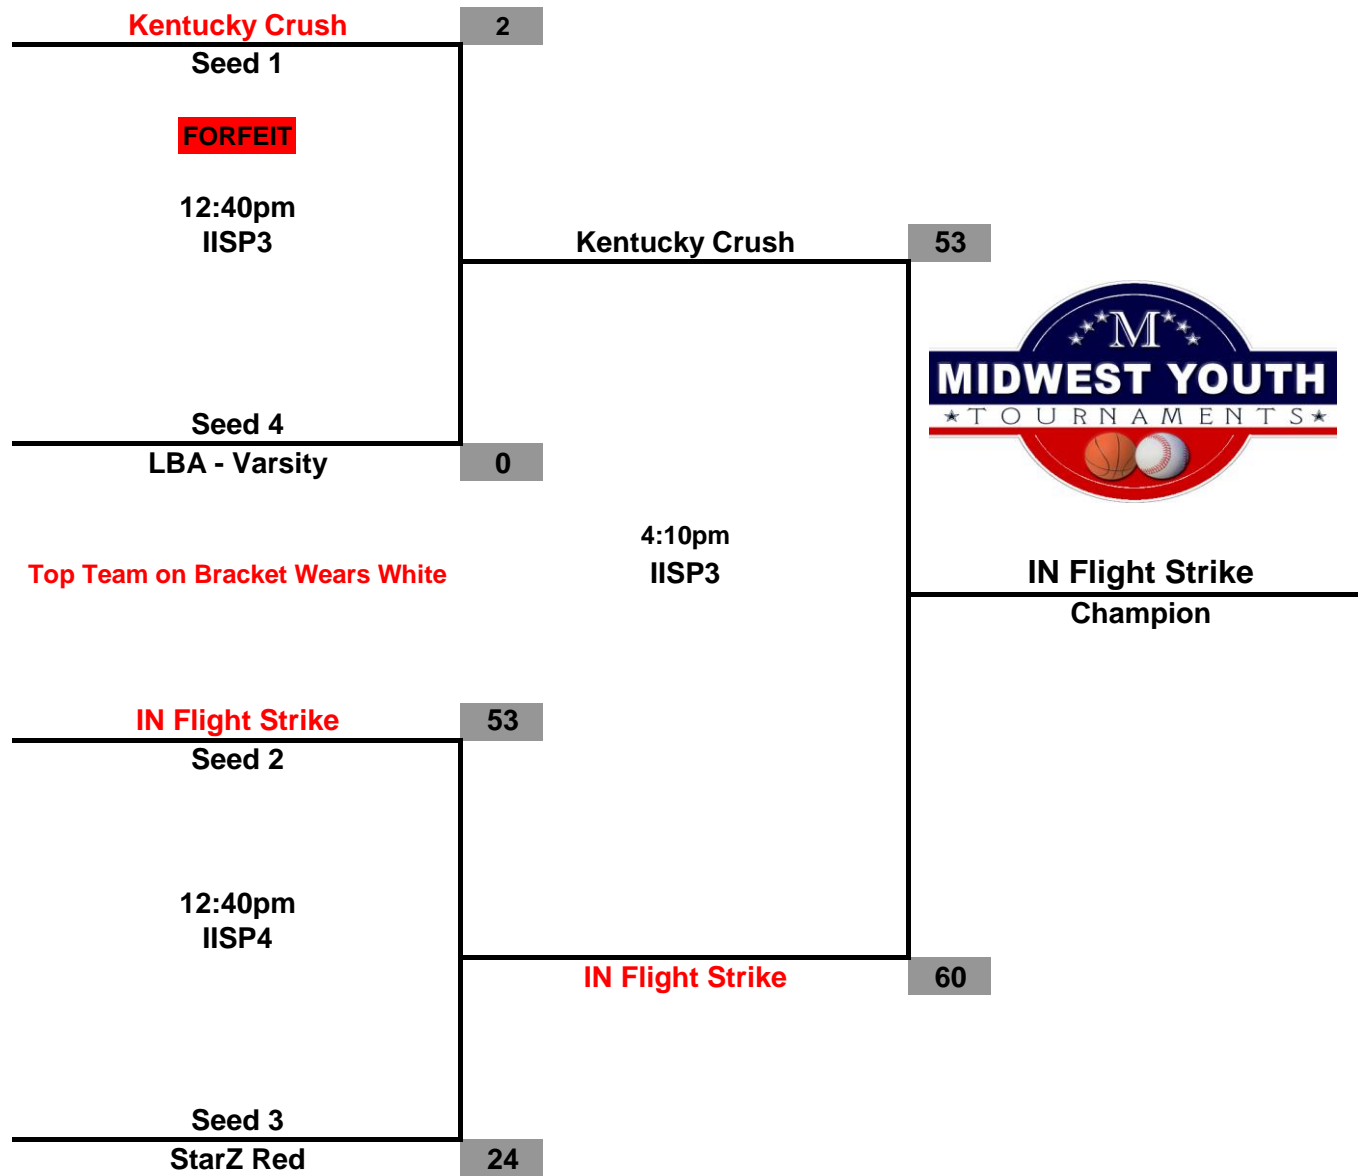 Kentucky Crush 2
Seed 1
FORFEIT
12:40pm
IISP3
Kentucky Crush 53
M
MIDWEST YOUTH
TOURNAMENTS
Seed 4
LBA - Varsity 0
4:10pm
Top Team on Bracket Wears White
IISP3
IN Flight Strike
Champion
IN Flight Strike 53
Seed 2
12:40pm
IISP4
IN Flight Strike 60
Seed 3
StarZ Red 24